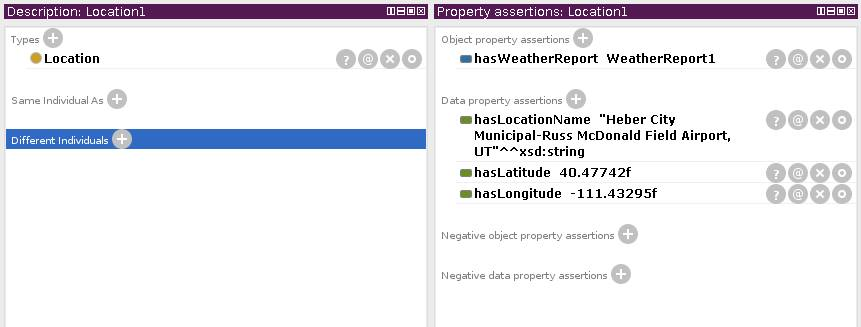 Description: Location1
Types
Location
Same Individual As
Different Individuals
Property assertions: Location1
Object property assertions
hasWeatherReport WeatherReport1
Data property assertions
hasLocationName "Heber City
Municipal-Russ McDonald Field Airport,
UT"^^xsd:string
hasLatitude 40.47742f
hasLongitude -111.43295f
Negative object property assertions
Negative data property assertions